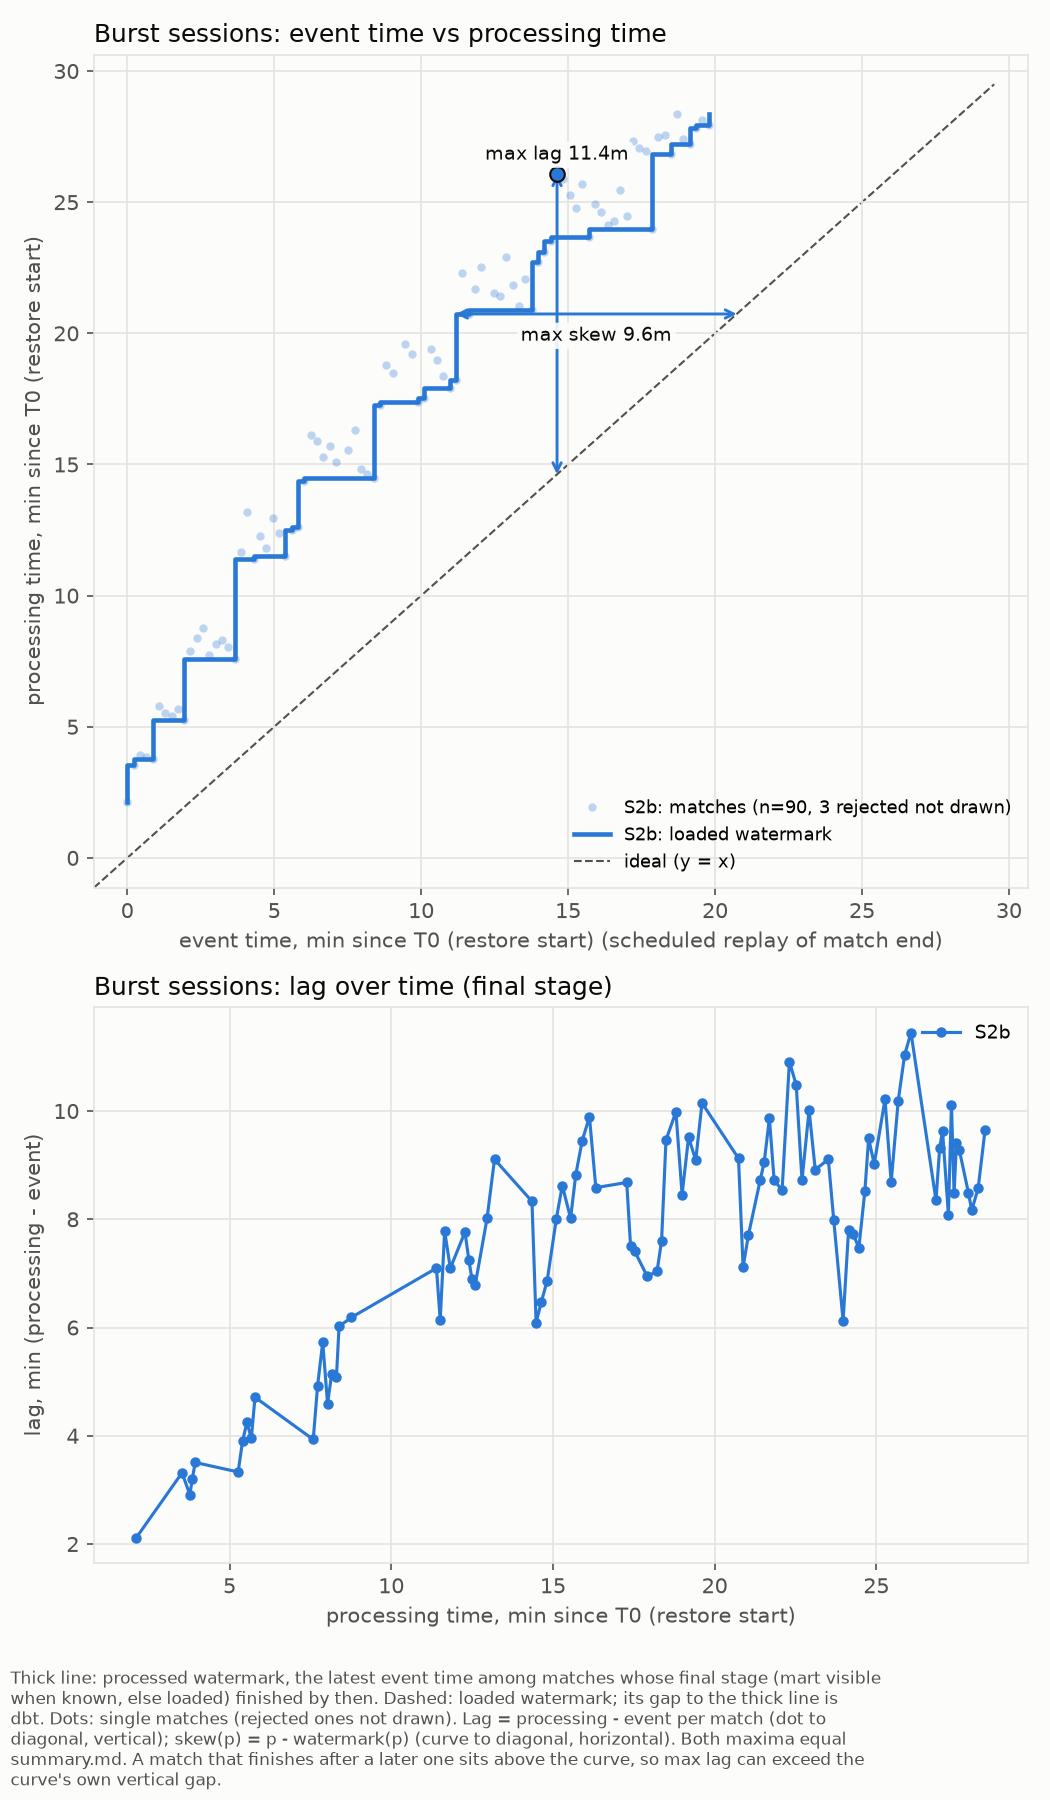 Burst sessions: event time vs processing time
30
25
20
15
10
5
0
processing time, min since T0 (restore start)
max lag 11.4m
max skew 9.6m
S2b: matches (n=90, 3 rejected not drawn)
S2b: loaded watermark
ideal (y = x)
0 5 10 15 20 25 30
event time, min since T0 (restore start) (scheduled replay of match end)
Burst sessions: lag over time (final stage)
S2b
10
8
6
4
2
lag, min (processing - event)
5 10 15 20 25
processing time, min since T0 (restore start)
Thick line: processed watermark, the latest event time among matches whose final stage (mart visible
when known, else loaded) finished by then. Dashed: loaded watermark; its gap to the thick line is
dbt. Dots: single matches (rejected ones not drawn). Lag = processing - event per match (dot to
diagonal, vertical); skew(p) = p - watermark(p) (curve to diagonal, horizontal). Both maxima equal
summary.md. A match that finishes after a later one sits above the curve, so max lag can exceed the
curve's own vertical gap.